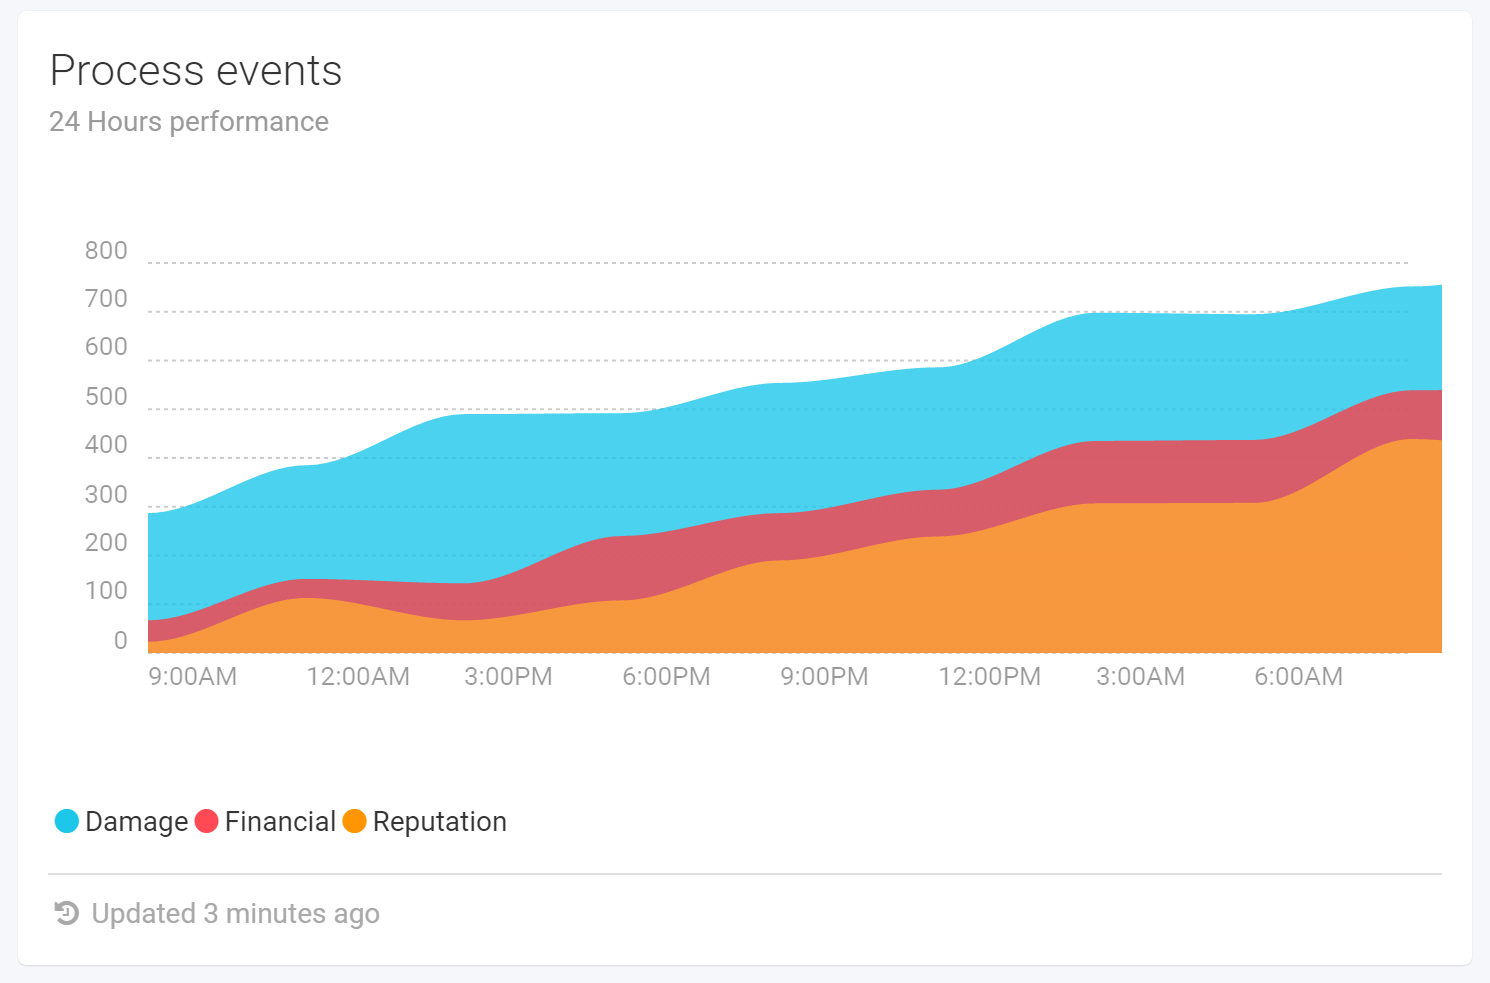 Process events
24 Hours performance
800
700
600
500
400
300
200
100
0
9:00AM 12:00AM 3:00PM 6:00PM 9:00PM 12:00PM 3:00AM 6:00AM
Damage Financial Reputation
Updated 3 minutes ago